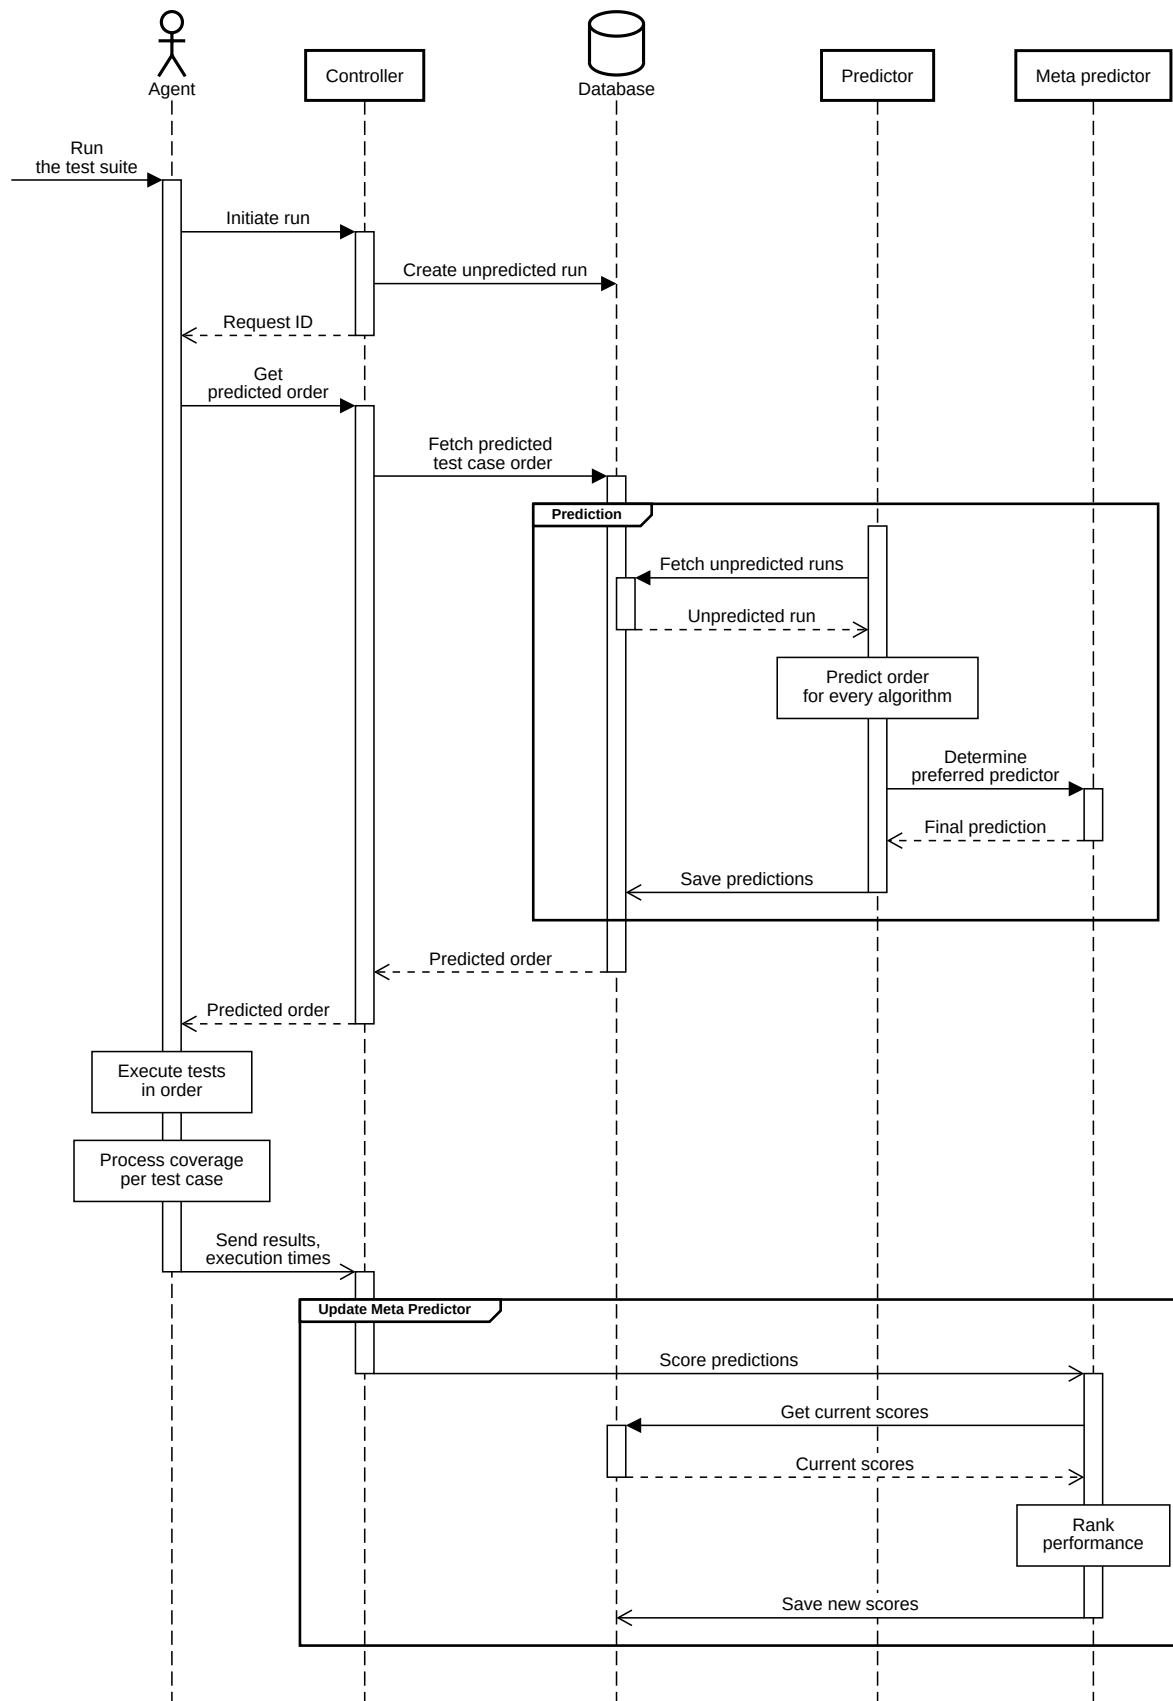 Agent
Controller
Database
Predictor
Meta predictor
Run
the test suite
Initiate run
Create unpredicted run
Request ID
Get
predicted order
Fetch predicted
test case order
Prediction
Fetch unpredicted runs
Unpredicted run
Predict order
for every algorithm
Determine
preferred predictor
Final prediction
Save predictions
Predicted order
Predicted order
Execute tests
in order
Process coverage
per test case
Send results,
execution times
Update Meta Predictor
Score predictions
Get current scores
Current scores
Rank
performance
Save new scores